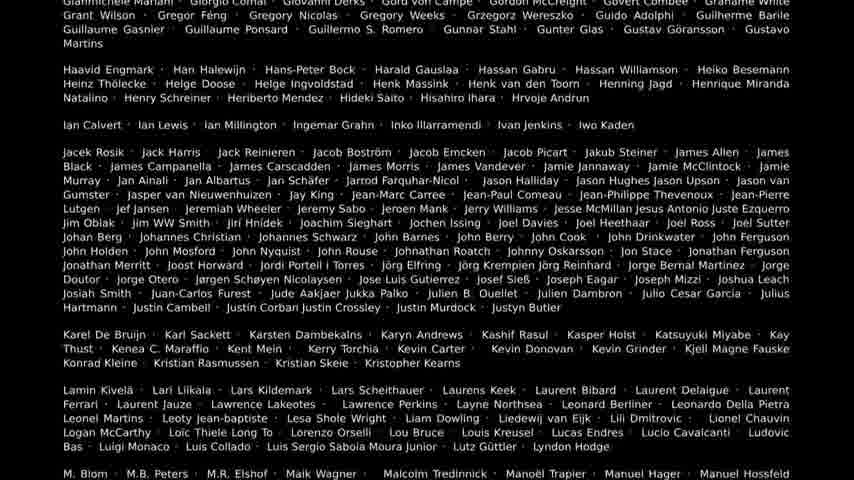 Gianmichele Mariani · Giorgio Comai · Giovanni Derks · Gord von Campe · Gordon McCreight · Govert Combée · Grahame White
Grant Wilson · Gregor Féng · Gregory Nicolas · Gregory Weeks · Grzegorz Wereszko · Guido Adolphi · Guilherme Barile
Guillaume Gasnier · Guillaume Ponsard · Guillermo S. Romero · Gunnar Stahl · Gunter Glas · Gustav Göransson · Gustavo
Martins
Haavid Engmark · Han Halewijn · Hans-Peter Bock · Harald Gauslaa · Hassan Gabru · Hassan Williamson · Heiko Besemann
Heinz Thölecke · Helge Doose · Helge Ingvoldstad · Henk Massink · Henk van den Toorn · Henning Jagd · Henrique Miranda
Natalino · Henry Schreiner · Heriberto Mendez · Hideki Saito · Hisahiro Ihara · Hrvoje Andrun
Ian Calvert · Ian Lewis · Ian Millington · Ingemar Grahn · Inko Illarramendi · Ivan Jenkins · Iwo Kaden
Jacek Rosik · Jack Harris · Jack Reinieren · Jacob Boström · Jacob Emcken · Jacob Picart · Jakub Steiner · James Allen · James
Black · James Campanella · James Carscadden · James Morris · James Vandever · Jamie Jannaway · Jamie McClintock · Jamie
Murray · Jan Ainali · Jan Albartus · Jan Schäfer · Jarrod Farquhar-Nicol · Jason Halliday · Jason Hughes Jason Upson · Jason van
Gumster · Jasper van Nieuwenhuizen · Jay King · Jean-Marc Carree · Jean-Paul Comeau · Jean-Philippe Thevenoux · Jean-Pierre
Lutgen · Jef Jansen · Jeremiah Wheeler · Jeremy Sabo · Jeroen Mank · Jerry Williams · Jesse McMillan Jesus Antonio Juste Ezquerro
Jim Oblak · Jim WW Smith · Jirí Hnídek · Joachim Sieghart · Jochen Issing · Joel Davies · Joel Heethaar · Joel Ross · Joel Sutter
Johan Berg · Johannes Christian · Johannes Schwarz · John Barnes · John Berry · John Cook · John Drinkwater · John Ferguson
John Holden · John Mosford · John Nyquist · John Rouse · Johnathan Roatch · Johnny Oskarsson · Jon Stace · Jonathan Ferguson
Jonathan Merritt · Joost Horward · Jordi Porteil i Torres · Jörg Elfring · Jörg Krempien Jörg Reinhard · Jorge Bernal Martinez · Jorge
Doutor · Jorge Otero · Jørgen Schøyen Nicolaysen · Jose Luis Gutierrez · Josef Sieß · Joseph Eagar · Joseph Mizzi · Joshua Leach
Josiah Smith · Juan-Carlos Furest · Jude Aakjaer Jukka Palko · Julien B. Ouellet · Julien Dambron · Julio Cesar Garcia · Julius
Hartmann · Justin Cambell · Justin Corban Justin Crossley · Justin Murdock · Justyn Butler
Karel De Bruijn · Karl Sackett · Karsten Dambekalns · Karyn Andrews · Kashif Rasul · Kasper Holst · Katsuyuki Miyabe · Kay
Thust · Kenea C. Maraffio · Kent Mein · Kerry Torchia · Kevin Carter · Kevin Donovan · Kevin Grinder · Kjell Magne Fauske
Konrad Kleine · Kristian Rasmussen · Kristian Skeie · Kristopher Kearns
Lamin Kivelä · Lari Liikala · Lars Kildemark · Lars Scheithauer · Laurens Keek · Laurent Bibard · Laurent Delaigue · Laurent
Ferrari · Laurent Jauze · Lawrence Lakeotes · Lawrence Perkins · Layne Northsea · Leonard Berliner · Leonardo Della Pietra
Leonel Martins · Leoty Jean-baptiste · Lesa Shole Wright · Liam Dowling · Liedewij van Eijk · Lili Dmitrovic · Lionel Chauvin
Logan McCarthy · Loïc Thiele Long To · Lorenzo Orselli · Lou Bruce · Louis Kreusel · Lucas Endres · Lucio Cavalcanti · Ludovic
Bas · Luigi Monaco · Luis Collado · Luis Sergio Saboia Moura Junior · Lutz Güttler · Lyndon Hodge
M. Blom · M.B. Peters · M.R. Elshof · Maik Wagner · Malcolm Tredinnick · Manoël Trapier · Manuel Hager · Manuel Hossfeld